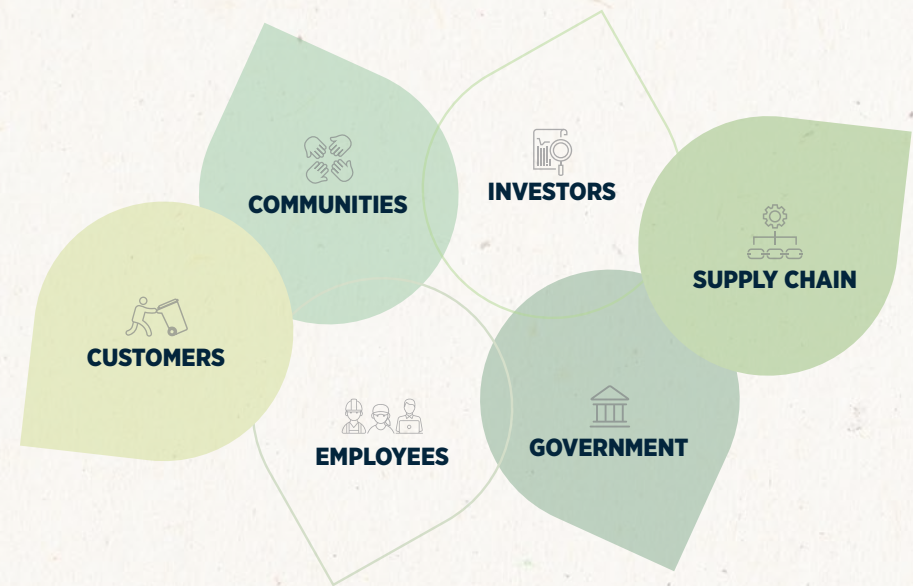 COMMUNITIES
INVESTORS
SUPPLY CHAIN
CUSTOMERS
EMPLOYEES
GOVERNMENT